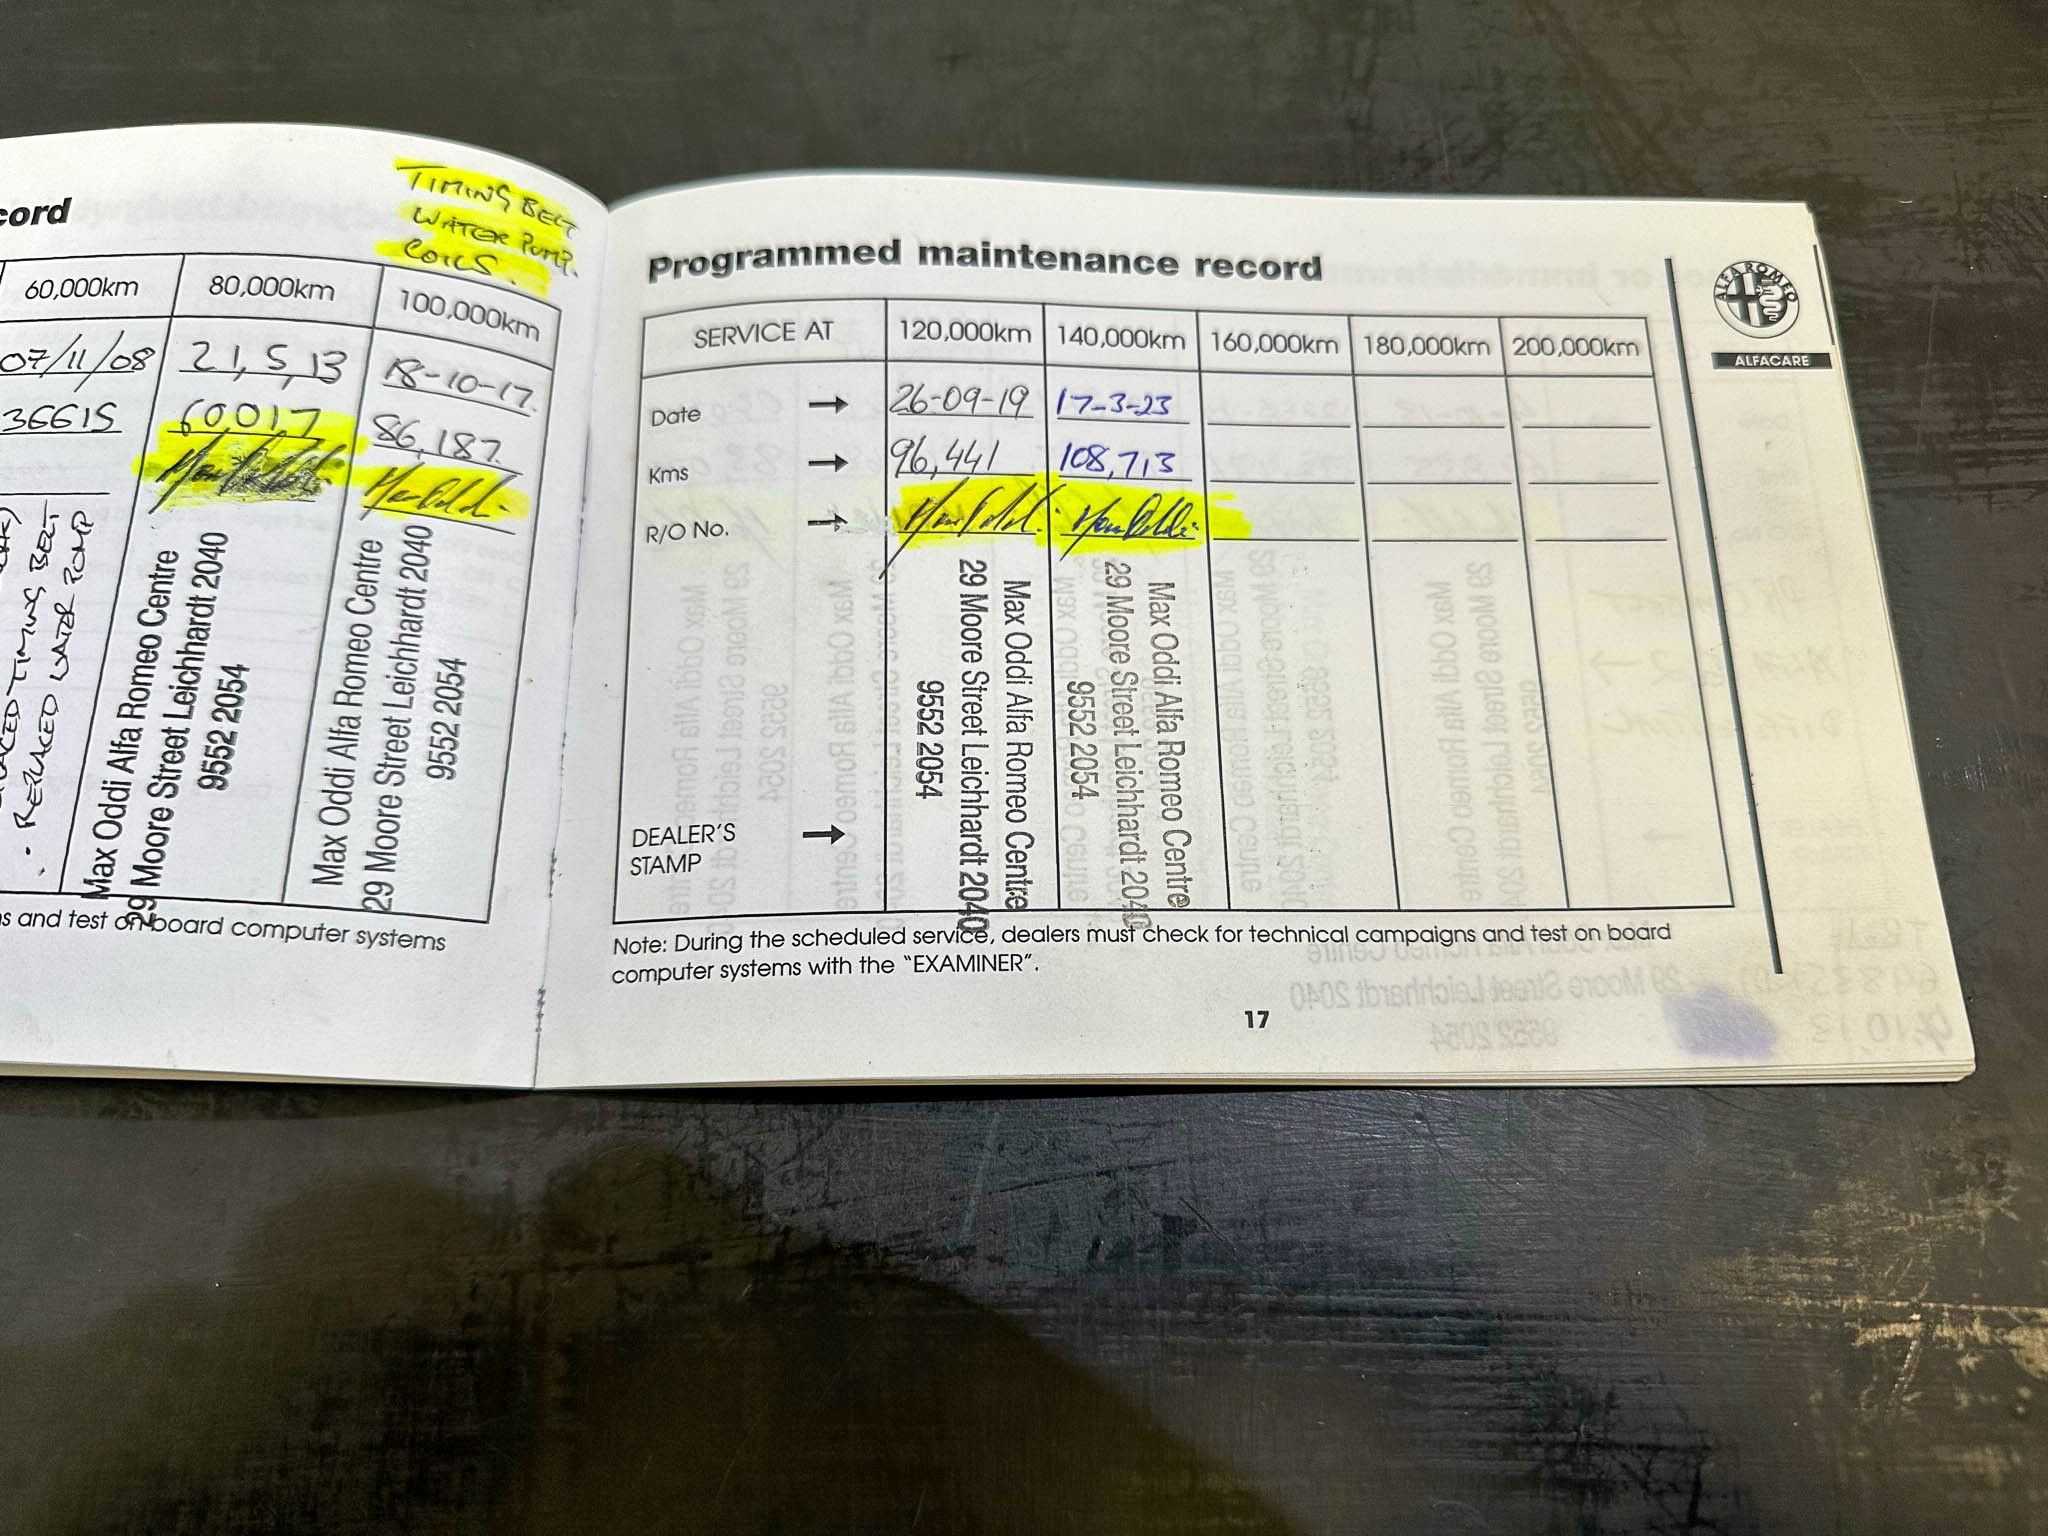 cord
TIMING BELT
WATER PUMP.
COILS.
60,000km 80,000km 100,000km
07/11/08 21,5,13 18-10-17.
36615 60,017 86,187.
REPLACED TIMING BELT
· REPLACED WATER PUMP
Max Oddi Alfa Romeo Centre
29 Moore Street Leichhardt 2040
9552 2054
Max Oddi Alfa Romeo Centre
29 Moore Street Leichhardt 2040
9552 2054
s and test on board computer systems
Programmed maintenance record
SERVICE AT 120,000km 140,000km 160,000km 180,000km 200,000km
Date → 26-09-19 17-3-23
Kms → 96,441 108,713
R/O No. → Max Oddi Max Oddi
Max Oddi Alfa Romeo Centre
29 Moore Street Leichhardt 2040
9552 2054
Max Oddi Alfa Romeo Centre
29 Moore Street Leichhardt 2040
9552 2054
DEALER'S
STAMP →
Note: During the scheduled service, dealers must check for technical campaigns and test on board
computer systems with the "EXAMINER".
17
ALFA ROMEO
ALFACARE